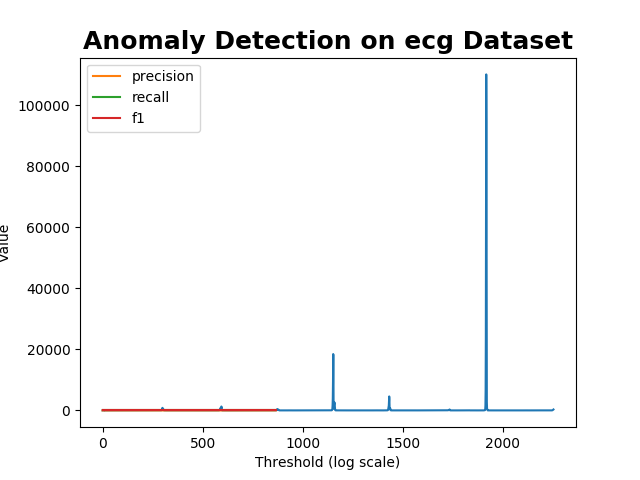 Anomaly Detection on ecg Dataset
precision
recall
f1
100000
80000
60000
40000
20000
0
Value
0 500 1000 1500 2000
Threshold (log scale)